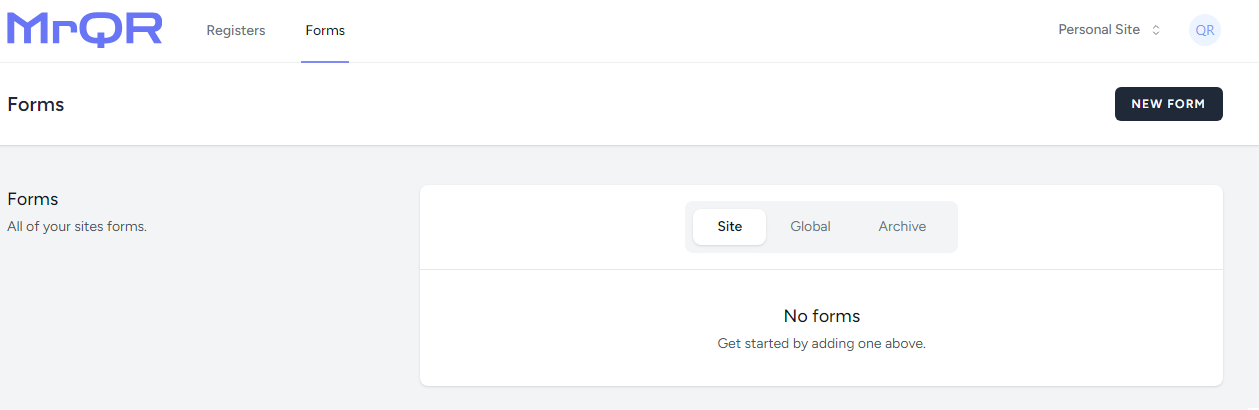 MrQR Registers Forms Personal Site QR
Forms NEW FORM
Forms
All of your sites forms.
Site Global Archive
No forms
Get started by adding one above.